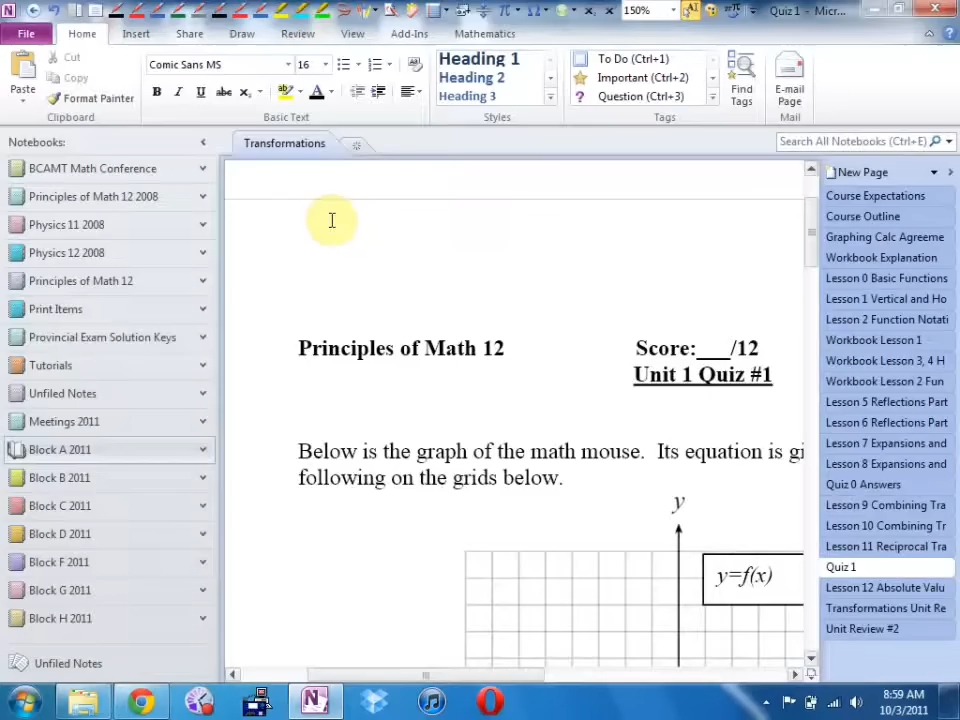 150%
Quiz 1 - Micr...
File
Home
Insert
Share
Draw
Review
View
Add-Ins
Mathematics
Paste
Cut
Copy
Format Painter
Clipboard
Comic Sans MS
16
B I U abc x₂
A
Basic Text
Heading 1
Heading 2
Heading 3
Styles
To Do (Ctrl+1)
Important (Ctrl+2)
Question (Ctrl+3)
Tags
Find
Tags
E-mail
Page
Mail
Notebooks:
BCAMT Math Conference
Principles of Math 12 2008
Physics 11 2008
Physics 12 2008
Principles of Math 12
Print Items
Provincial Exam Solution Keys
Tutorials
Unfiled Notes
Meetings 2011
Block A 2011
Block B 2011
Block C 2011
Block D 2011
Block F 2011
Block G 2011
Block H 2011
Unfiled Notes
Transformations
Search All Notebooks (Ctrl+E)
Principles of Math 12
Score:___/12
Unit 1 Quiz #1
Below is the graph of the math mouse. Its equation is gi
following on the grids below.
y
y=f(x)
New Page
Course Expectations
Course Outline
Graphing Calc Agreeme
Workbook Explanation
Lesson 0 Basic Functions
Lesson 1 Vertical and Ho
Lesson 2 Function Notati
Workbook Lesson 1
Workbook Lesson 3, 4 H
Workbook Lesson 2 Fun
Lesson 5 Reflections Part
Lesson 6 Reflections Part
Lesson 7 Expansions and
Lesson 8 Expansions and
Quiz 0 Answers
Lesson 9 Combining Tra
Lesson 10 Combining Tr
Lesson 11 Reciprocal Tra
Quiz 1
Lesson 12 Absolute Valu
Transformations Unit Re
Unit Review #2
8:59 AM
10/3/2011